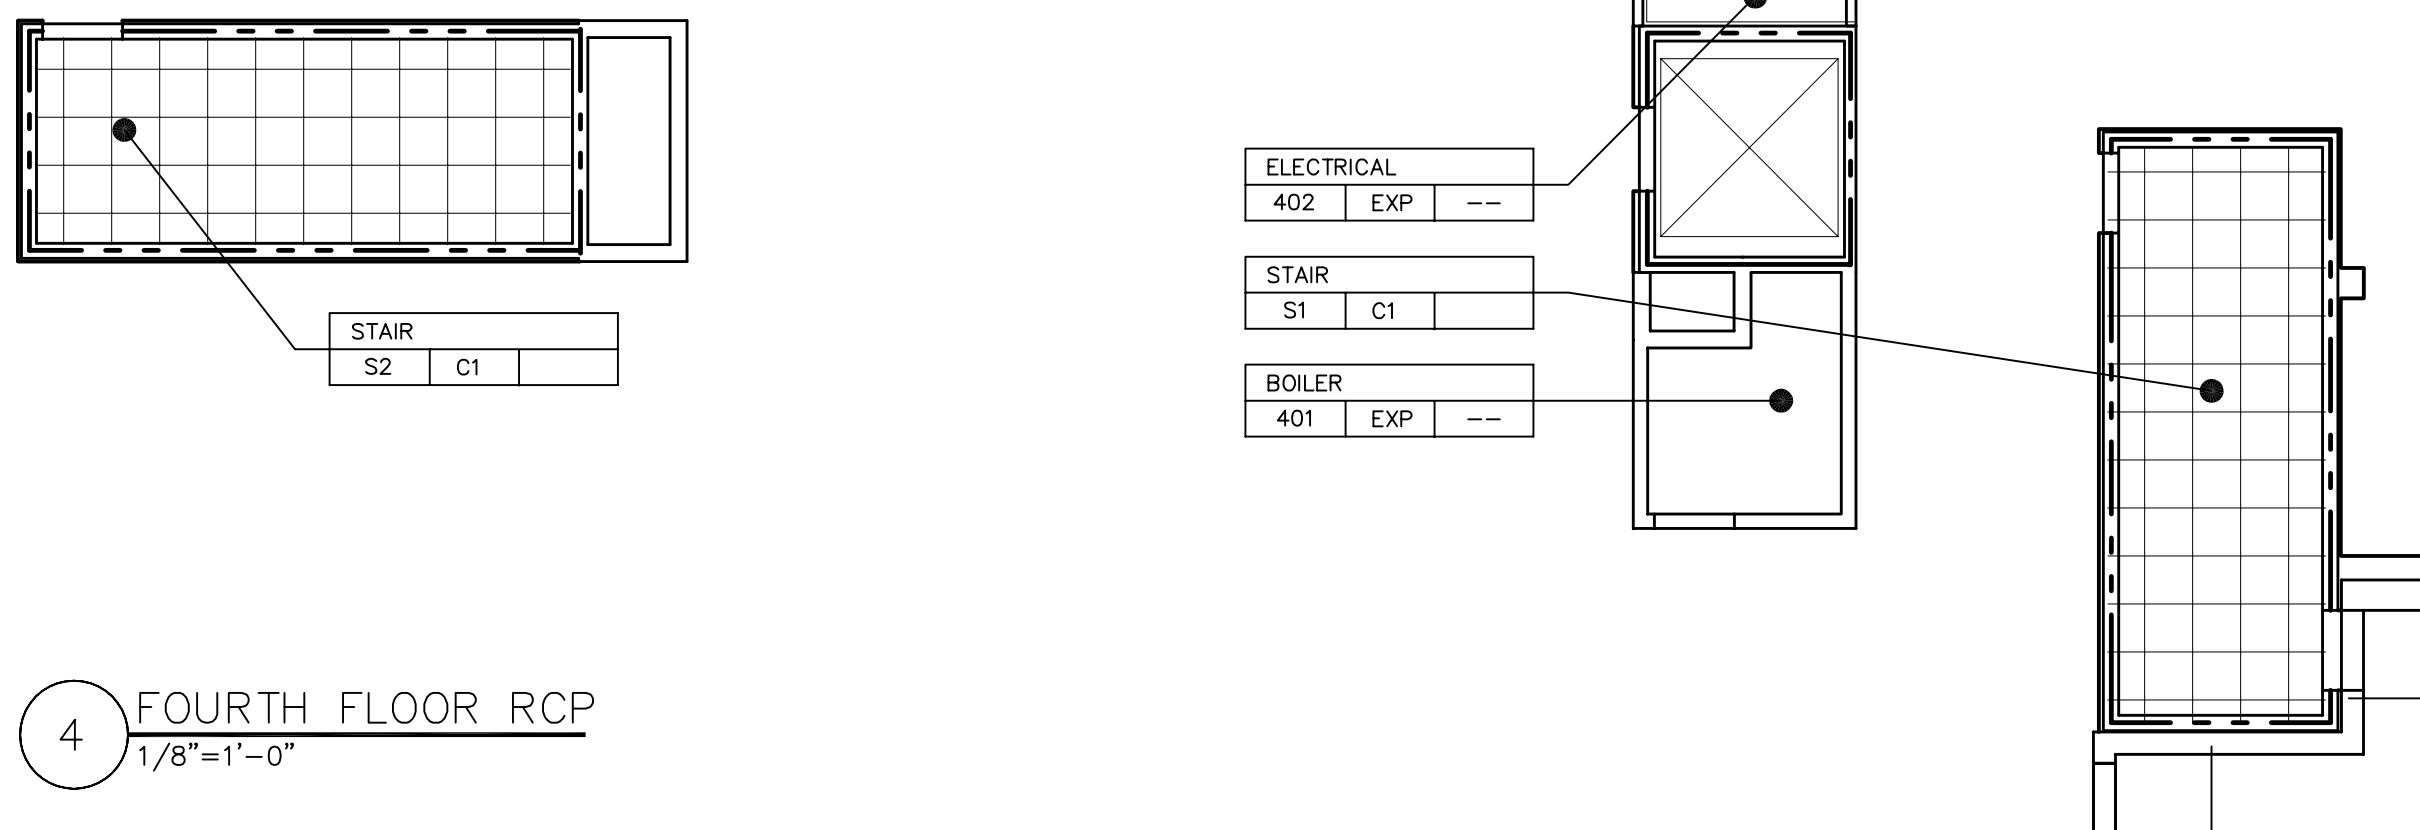 ELECTRICAL
402 EXP --
STAIR
S1 C1
STAIR
S2 C1
BOILER
401 EXP --
4 FOURTH FLOOR RCP
1/8"=1'-0"